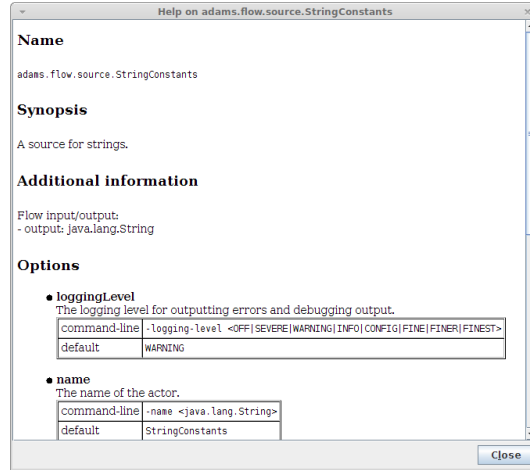 Help on adams.flow.source.StringConstants
Name
adams.flow.source.StringConstants
Synopsis
A source for strings.
Additional information
Flow input/output:
- output: java.lang.String
Options
loggingLevel
The logging level for outputting errors and debugging output.
command-line -logging-level <OFF|SEVERE|WARNING|INFO|CONFIG|FINE|FINER|FINEST>
default WARNING
name
The name of the actor.
command-line -name <java.lang.String>
default StringConstants
Close